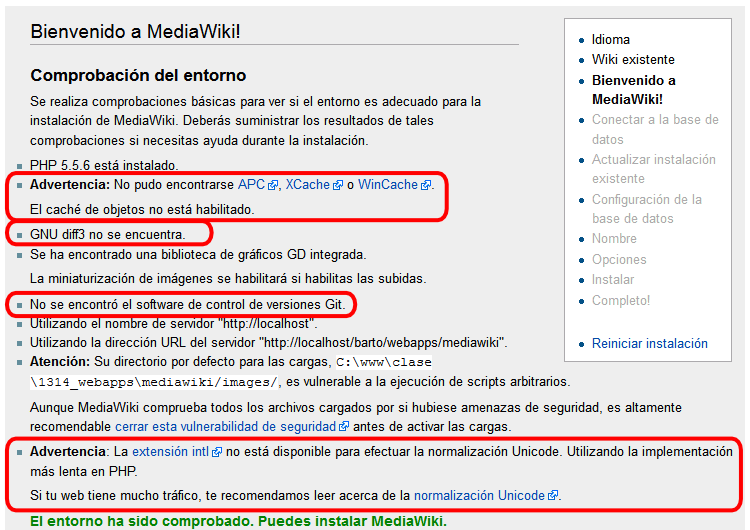 Bienvenido a MediaWiki!
Comprobación del entorno
Se realiza comprobaciones básicas para ver si el entorno es adecuado para la
instalación de MediaWiki. Deberás suministrar los resultados de tales
comprobaciones si necesitas ayuda durante la instalación.
PHP 5.5.6 está instalado.
Advertencia: No pudo encontrarse APC, XCache o WinCache.
El caché de objetos no está habilitado.
GNU diff3 no se encuentra.
Se ha encontrado una biblioteca de gráficos GD integrada.
La miniaturización de imágenes se habilitará si habilitas las subidas.
No se encontró el software de control de versiones Git.
Utilizando el nombre de servidor "http://localhost".
Utilizando la dirección URL del servidor "http://localhost/barto/webapps/mediawiki".
Atención: Su directorio por defecto para las cargas, C:\www\clase
\1314_webapps\mediawiki/images/, es vulnerable a la ejecución de scripts arbitrarios.
Aunque MediaWiki comprueba todos los archivos cargados por si hubiese amenazas de seguridad, es altamente
recomendable cerrar esta vulnerabilidad de seguridad antes de activar las cargas.
Advertencia: La extensión intl no está disponible para efectuar la normalización Unicode. Utilizando la implementación
más lenta en PHP.
Si tu web tiene mucho tráfico, te recomendamos leer acerca de la normalización Unicode.
El entorno ha sido comprobado. Puedes instalar MediaWiki.
Idioma
Wiki existente
Bienvenido a
MediaWiki!
Conectar a la base de
datos
Actualizar instalación
existente
Configuración de la
base de datos
Nombre
Opciones
Instalar
Completo!
Reiniciar instalación